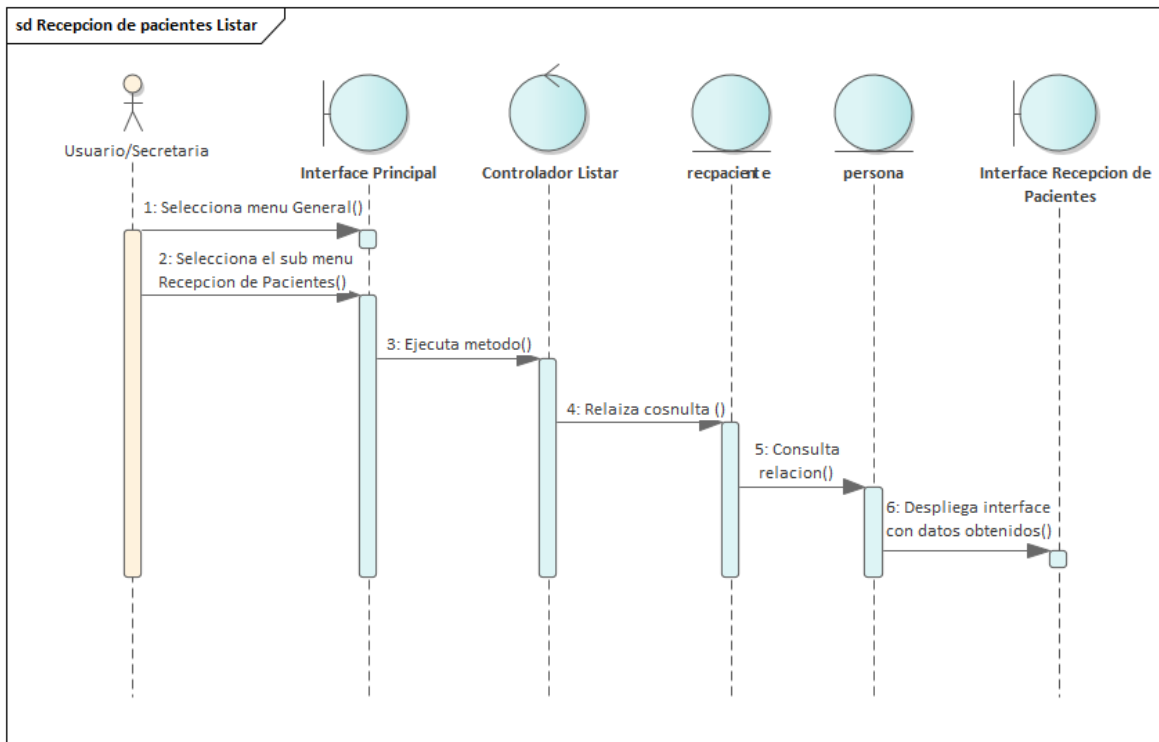 sd Recepcion de pacientes Listar
Usuario/Secretaria
Interface Principal
Controlador Listar
recpaciente
persona
Interface Recepcion de
Pacientes
1: Selecciona menu General()
2: Selecciona el sub menu
Recepcion de Pacientes()
3: Ejecuta metodo()
4: Relaiza cosnulta ()
5: Consulta
relacion()
6: Despliega interface
con datos obtenidos()